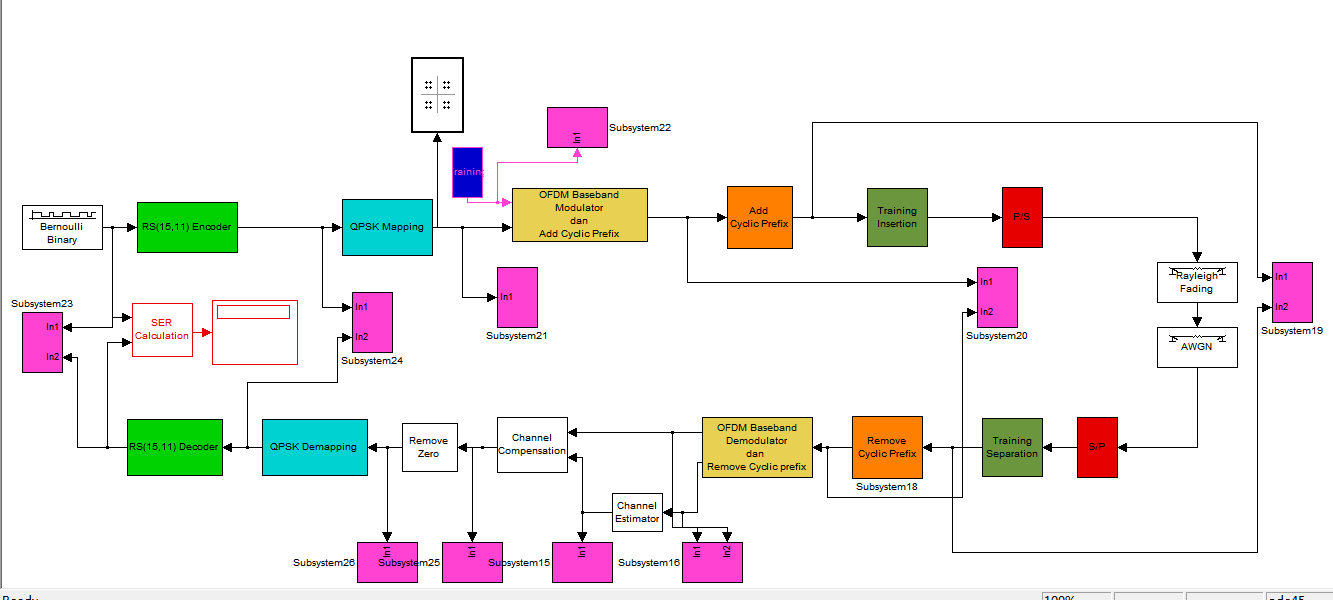 Subsystem22
In1
raining
OFDM Baseband
Modulator
dan
Add Cyclic Prefix
Add
Cyclic Prefix
Training
Insertion
P/S
Bernoulli
Binary
RS(15,11) Encoder
QPSK Mapping
Rayleigh
Fading
In1
In2
Subsystem19
AWGN
In1
In2
Subsystem20
In1
Subsystem21
In1
In2
Subsystem24
SER
Calculation
Subsystem23
In1
In2
RS(15,11) Decoder
QPSK Demapping
Remove
Zero
Channel
Compensation
OFDM Baseband
Demodulator
dan
Remove Cyclic prefix
Remove
Cyclic Prefix
Subsystem18
Training
Separation
S/P
Channel
Estimator
Subsystem26
In1
Subsystem25
In1
Subsystem15
In1
Subsystem16
In1
In2
Ready
100%
ode45